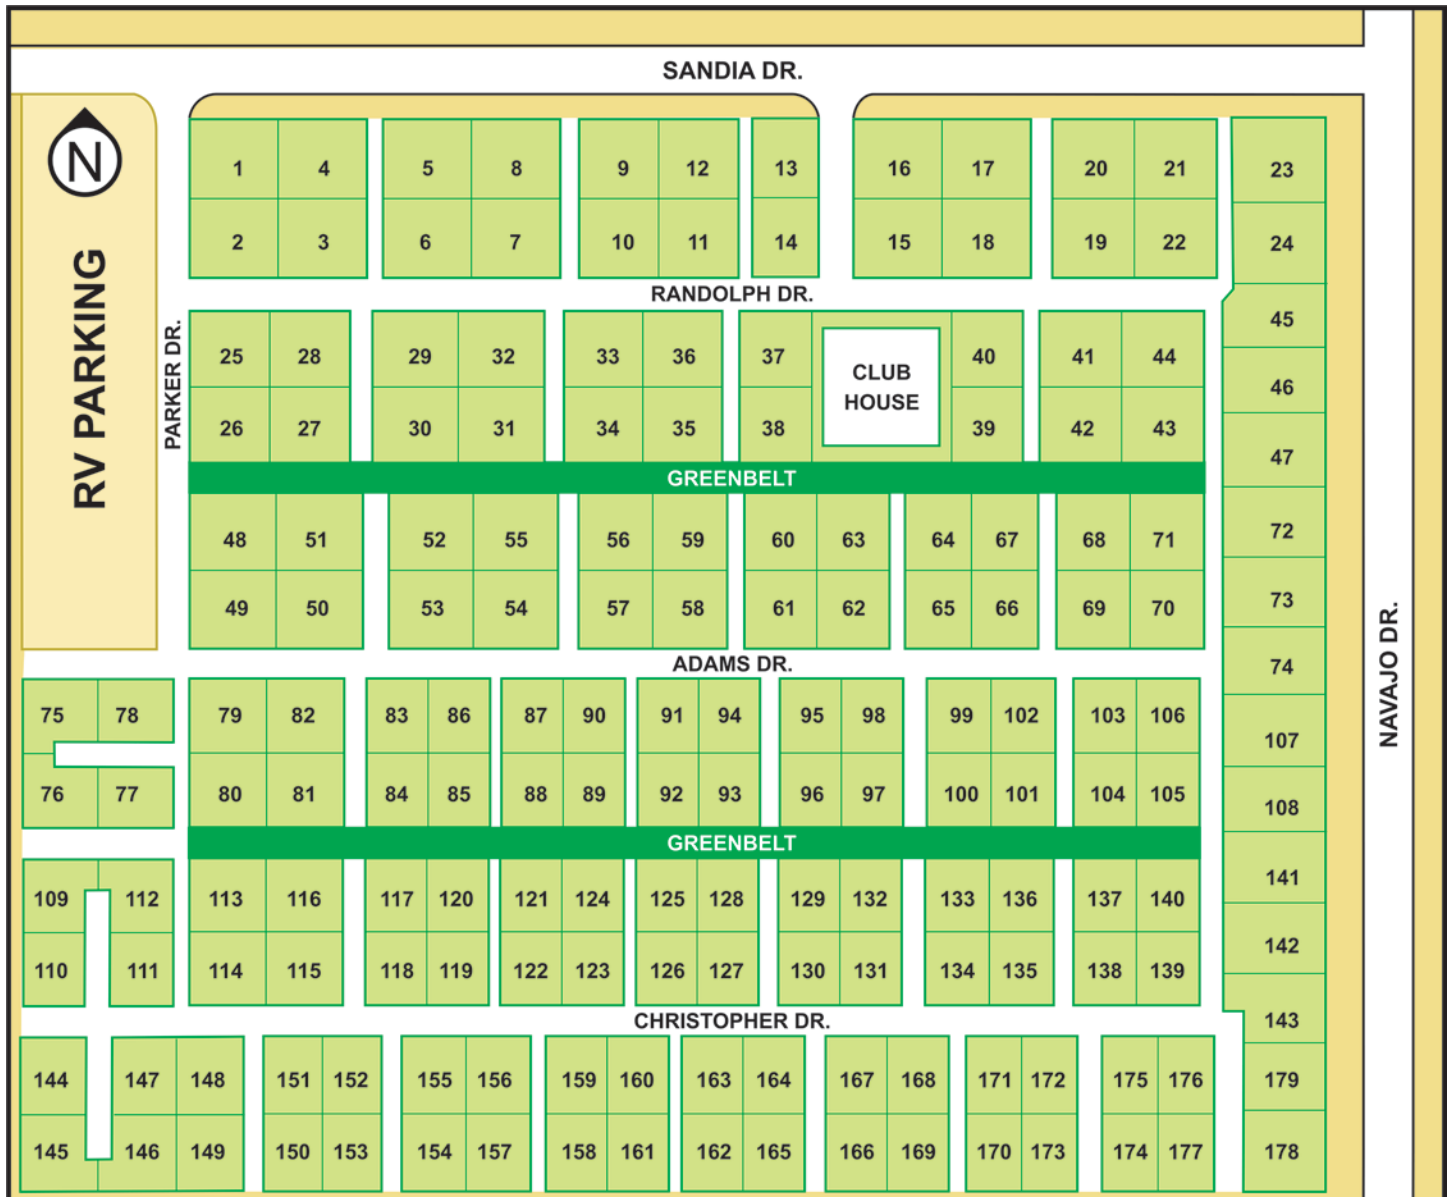 SANDIA DR.
N
1 4 5 8 9 12 13 16 17 20 21 23
2 3 6 7 10 11 14 15 18 19 22 24
RANDOLPH DR.
RV PARKING
PARKER DR.
45
25 28 29 32 33 36 37 40 41 44
CLUB
HOUSE
46
26 27 30 31 34 35 38 39 42 43
47
GREENBELT
48 51 52 55 56 59 60 63 64 67 68 71 72
49 50 53 54 57 58 61 62 65 66 69 70 73
ADAMS DR.
74
NAVAJO DR.
75 78 79 82 83 86 87 90 91 94 95 98 99 102 103 106
107
76 77 80 81 84 85 88 89 92 93 96 97 100 101 104 105 108
GREENBELT
141
109 112 113 116 117 120 121 124 125 128 129 132 133 136 137 140
142
110 111 114 115 118 119 122 123 126 127 130 131 134 135 138 139
CHRISTOPHER DR.
143
144 147 148 151 152 155 156 159 160 163 164 167 168 171 172 175 176 179
145 146 149 150 153 154 157 158 161 162 165 166 169 170 173 174 177 178